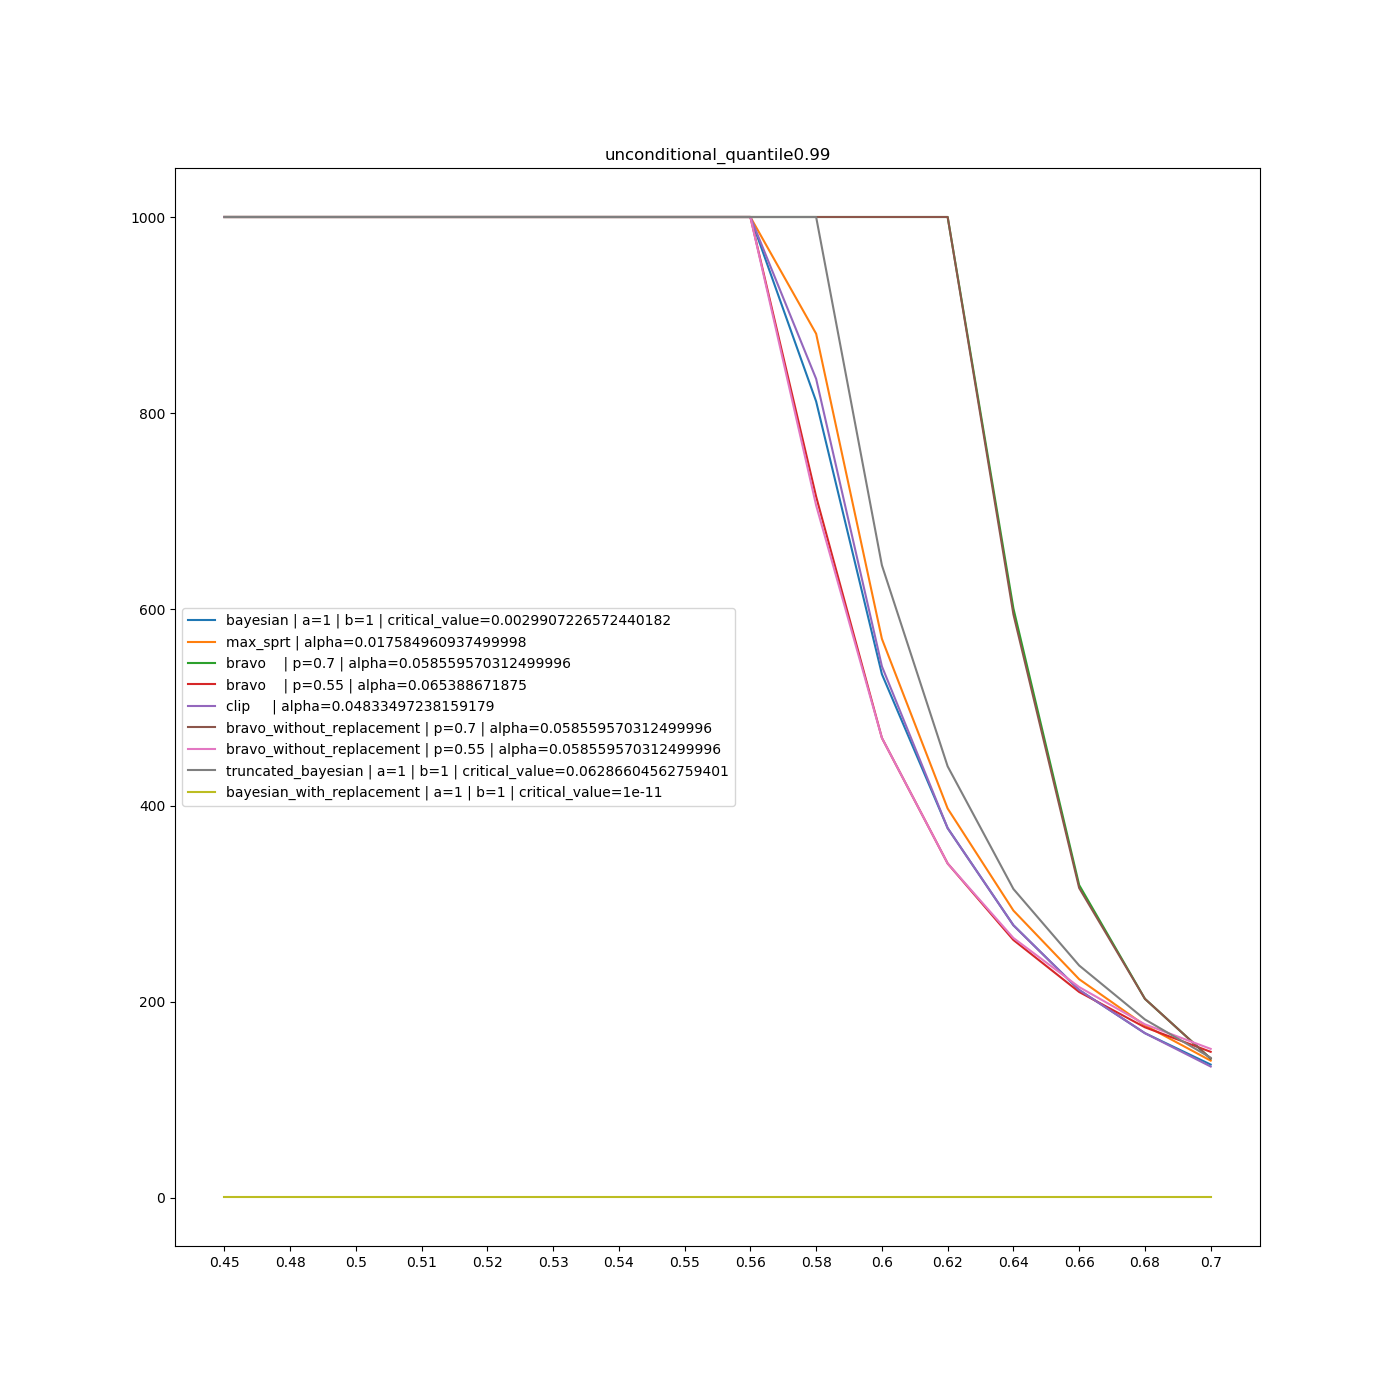 unconditional_quantile0.99
1000
800
600
400
200
0
bayesian | a=1 | b=1 | critical_value=0.0029907226572440182
max_sprt | alpha=0.017584960937499998
bravo | p=0.7 | alpha=0.058559570312499996
bravo | p=0.55 | alpha=0.065388671875
clip | alpha=0.04833497238159179
bravo_without_replacement | p=0.7 | alpha=0.058559570312499996
bravo_without_replacement | p=0.55 | alpha=0.058559570312499996
truncated_bayesian | a=1 | b=1 | critical_value=0.06286604562759401
bayesian_with_replacement | a=1 | b=1 | critical_value=1e-11
0.45 0.48 0.5 0.51 0.52 0.53 0.54 0.55 0.56 0.58 0.6 0.62 0.64 0.66 0.68 0.7